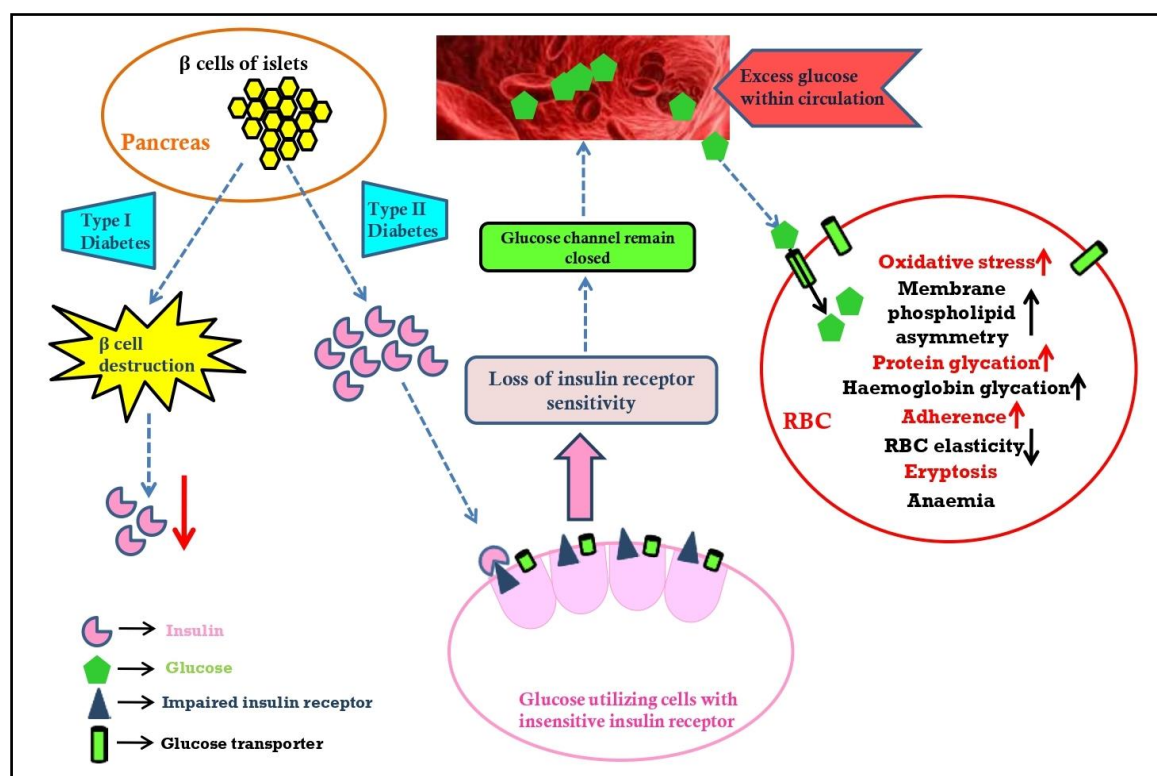 β cells of islets
Pancreas
Type I
Diabetes
Type II
Diabetes
β cell
destruction
Excess glucose
within circulation
Glucose channel remain
closed
Loss of insulin receptor
sensitivity
Oxidative stress
Membrane
phospholipid
asymmetry
Protein glycation
Haemoglobin glycation
Adherence
RBC elasticity
Eryptosis
Anaemia
RBC
Glucose utilizing cells with
insensitive insulin receptor
Insulin
Glucose
Impaired insulin receptor
Glucose transporter